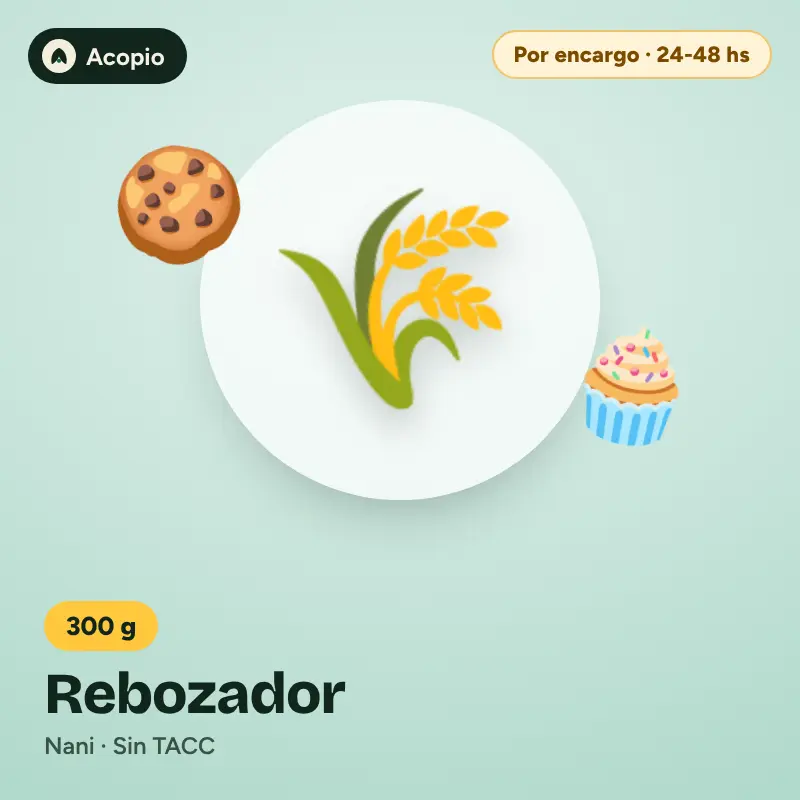 Acopio
Por encargo · 24-48 hs
300 g
Rebozador
Nani · Sin TACC